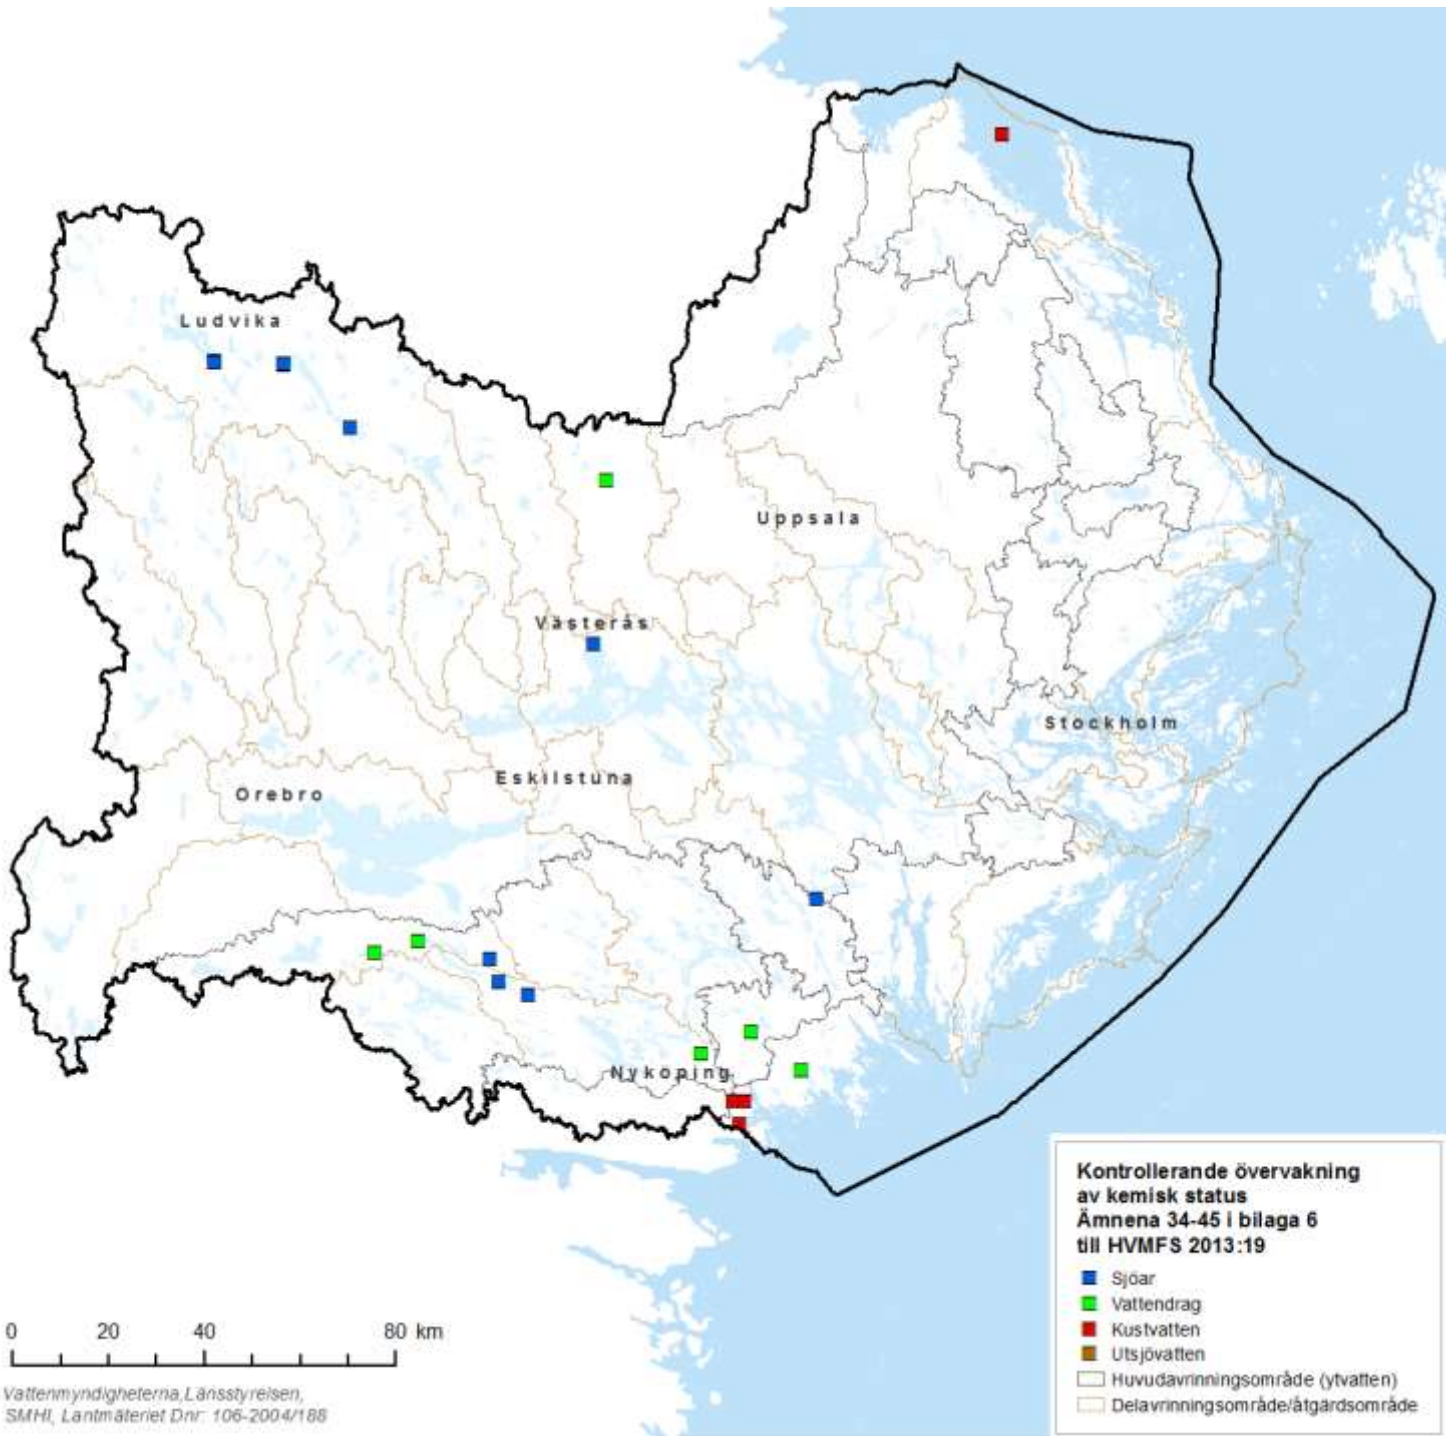 Ludvika
Uppsala
Västerås
Stockholm
Eskilstuna
Örebro
Nyköping
Kontrollerande övervakning
av kemisk status
Ämnena 34-45 i bilaga 6
till HVMFS 2013:19
Sjöar
Vattendrag
Kustvatten
Utsjövatten
Huvudavrinningsområde (ytvatten)
Delavrinningsområde/åtgärdsområde
0 20 40 80 km
Vattenmyndigheterna,Länsstyrelsen,
SMHI, Lantmäteriet Dnr: 106-2004/188